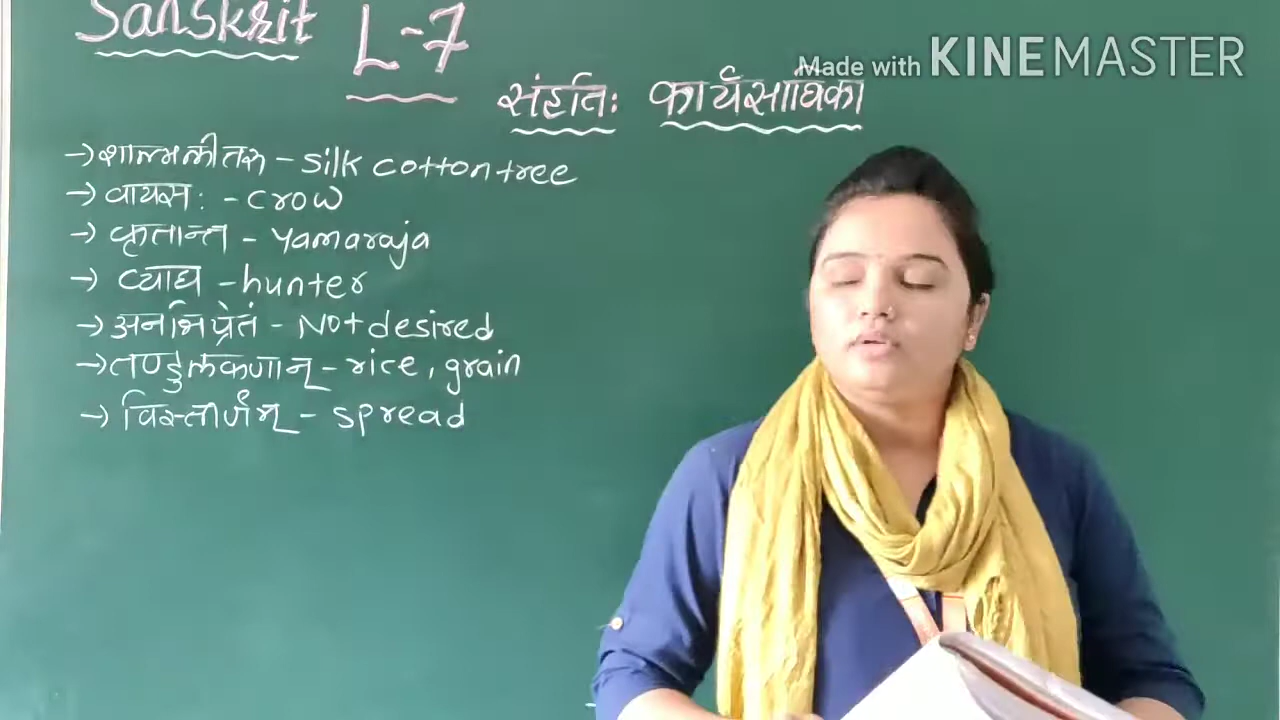 Sanskrit L-7
Made with KINEMASTER
संहतिः कार्यसाधिका
→ शाल्मलीतरु - silk cotton tree
→ वायसः - crow
→ कृतान्त - Yamaraja
→ व्याध - hunter
→ अनभिप्रेतं - Not desired
→ तण्डुलकणान् - rice, grain
→ विस्तीर्णम् - spread